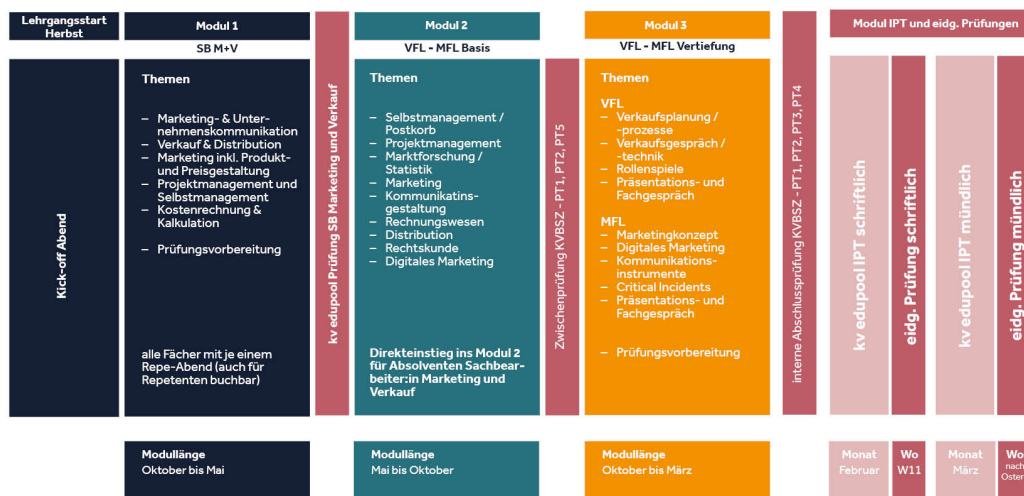 Lehrgangsstart
Herbst
Kick-off Abend
Modul 1
SB M+V
Themen
– Marketing- & Unter-
nehmenskommunikation
– Verkauf & Distribution
– Marketing inkl. Produkt-
und Preisgestaltung
– Projektmanagement und
Selbstmanagement
– Kostenrechnung &
Kalkulation
– Prüfungsvorbereitung
alle Fächer mit je einem
Repe-Abend (auch für
Repetenten buchbar)
Modullänge
Oktober bis Mai
kv edupool Prüfung SB Marketing und Verkauf
Modul 2
VFL - MFL Basis
Themen
– Selbstmanagement /
Postkorb
– Projektmanagement
– Marktforschung /
Statistik
– Marketing
– Kommunikatins-
gestaltung
– Rechnungswesen
– Distribution
– Rechtskunde
– Digitales Marketing
Direkteinstieg ins Modul 2
für Absolventen Sachbear-
beiter:in Marketing und
Verkauf
Modullänge
Mai bis Oktober
Zwischenprüfung KVBSZ - PT1, PT2, PT5
Modul 3
VFL - MFL Vertiefung
Themen
VFL
– Verkaufsplanung /
-prozesse
– Verkaufsgespräch /
-technik
– Rollenspiele
– Präsentations- und
Fachgespräch
MFL
– Marketingkonzept
– Digitales Marketing
– Kommunikations-
instrumente
– Critical Incidents
– Präsentations- und
Fachgespräch
– Prüfungsvorbereitung
Modullänge
Oktober bis März
interne Abschlussprüfung KVBSZ - PT1, PT2, PT3, PT4
Modul IPT und eidg. Prüfungen
kv edupool IPT schriftlich
eidg. Prüfung schriftlich
kv edupool IPT mündlich
eidg. Prüfung mündlich
Monat
Februar
Wo
W11
Monat
März
nach